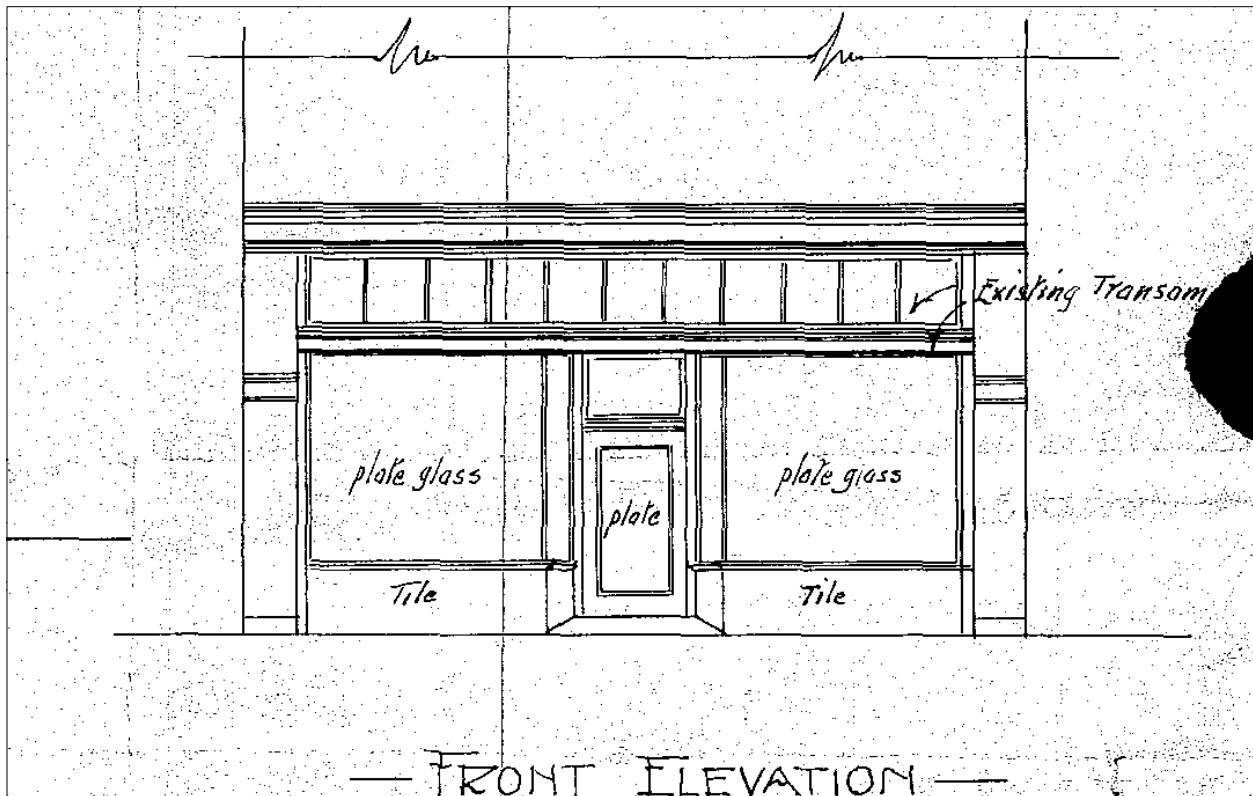 Existing Transom
plate glass
plate
plate glass
Tile
Tile
— FRONT ELEVATION —